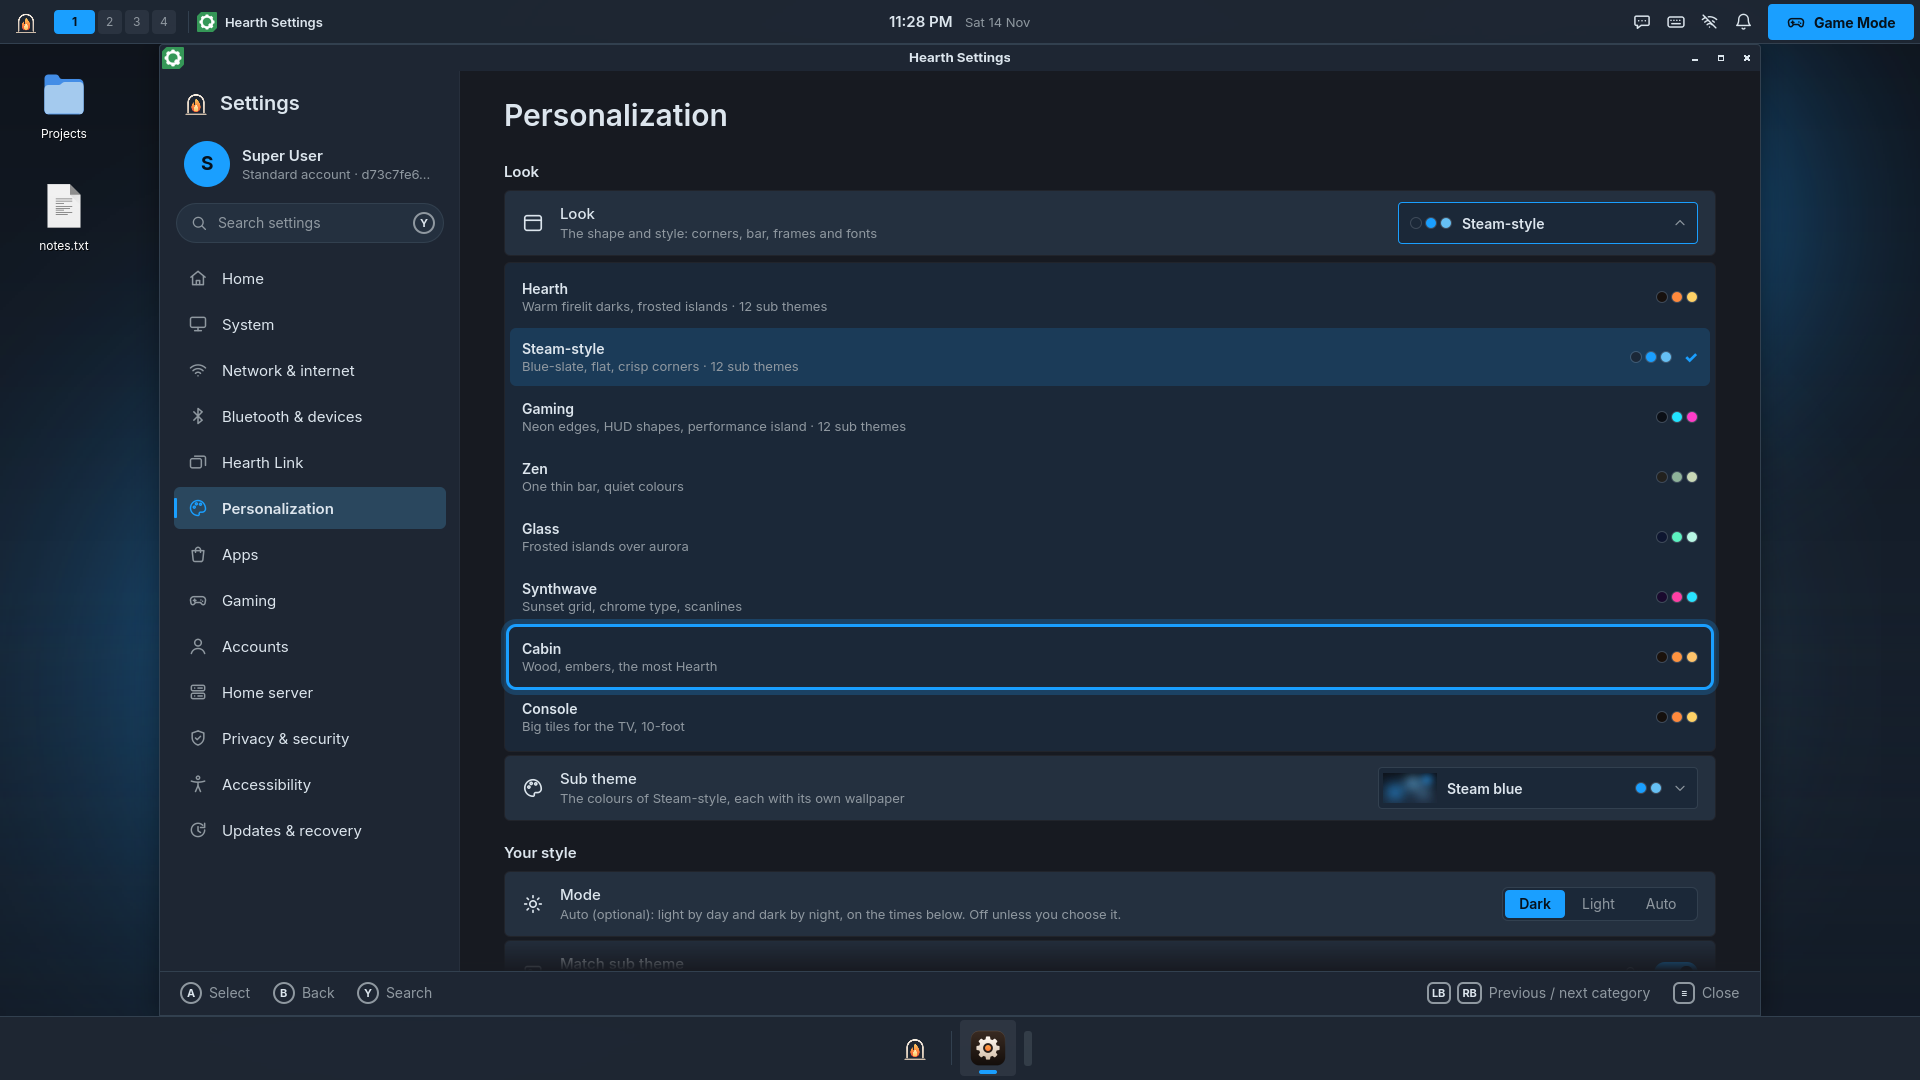 1 2 3 4 Hearth Settings
11:28 PM Sat 14 Nov
Game Mode
Hearth Settings
Projects
notes.txt
Settings
S
Super User
Standard account · d73c7fe6...
Search settings Y
Home
System
Network & internet
Bluetooth & devices
Hearth Link
Personalization
Apps
Gaming
Accounts
Home server
Privacy & security
Accessibility
Updates & recovery
Personalization
Look
Look
The shape and style: corners, bar, frames and fonts
Steam-style
Hearth
Warm firelit darks, frosted islands · 12 sub themes
Steam-style
Blue-slate, flat, crisp corners · 12 sub themes
Gaming
Neon edges, HUD shapes, performance island · 12 sub themes
Zen
One thin bar, quiet colours
Glass
Frosted islands over aurora
Synthwave
Sunset grid, chrome type, scanlines
Cabin
Wood, embers, the most Hearth
Console
Big tiles for the TV, 10-foot
Sub theme
The colours of Steam-style, each with its own wallpaper
Steam blue
Your style
Mode
Auto (optional): light by day and dark by night, on the times below. Off unless you choose it.
Dark Light Auto
Match sub theme
A Select B Back Y Search
LB RB Previous / next category Close